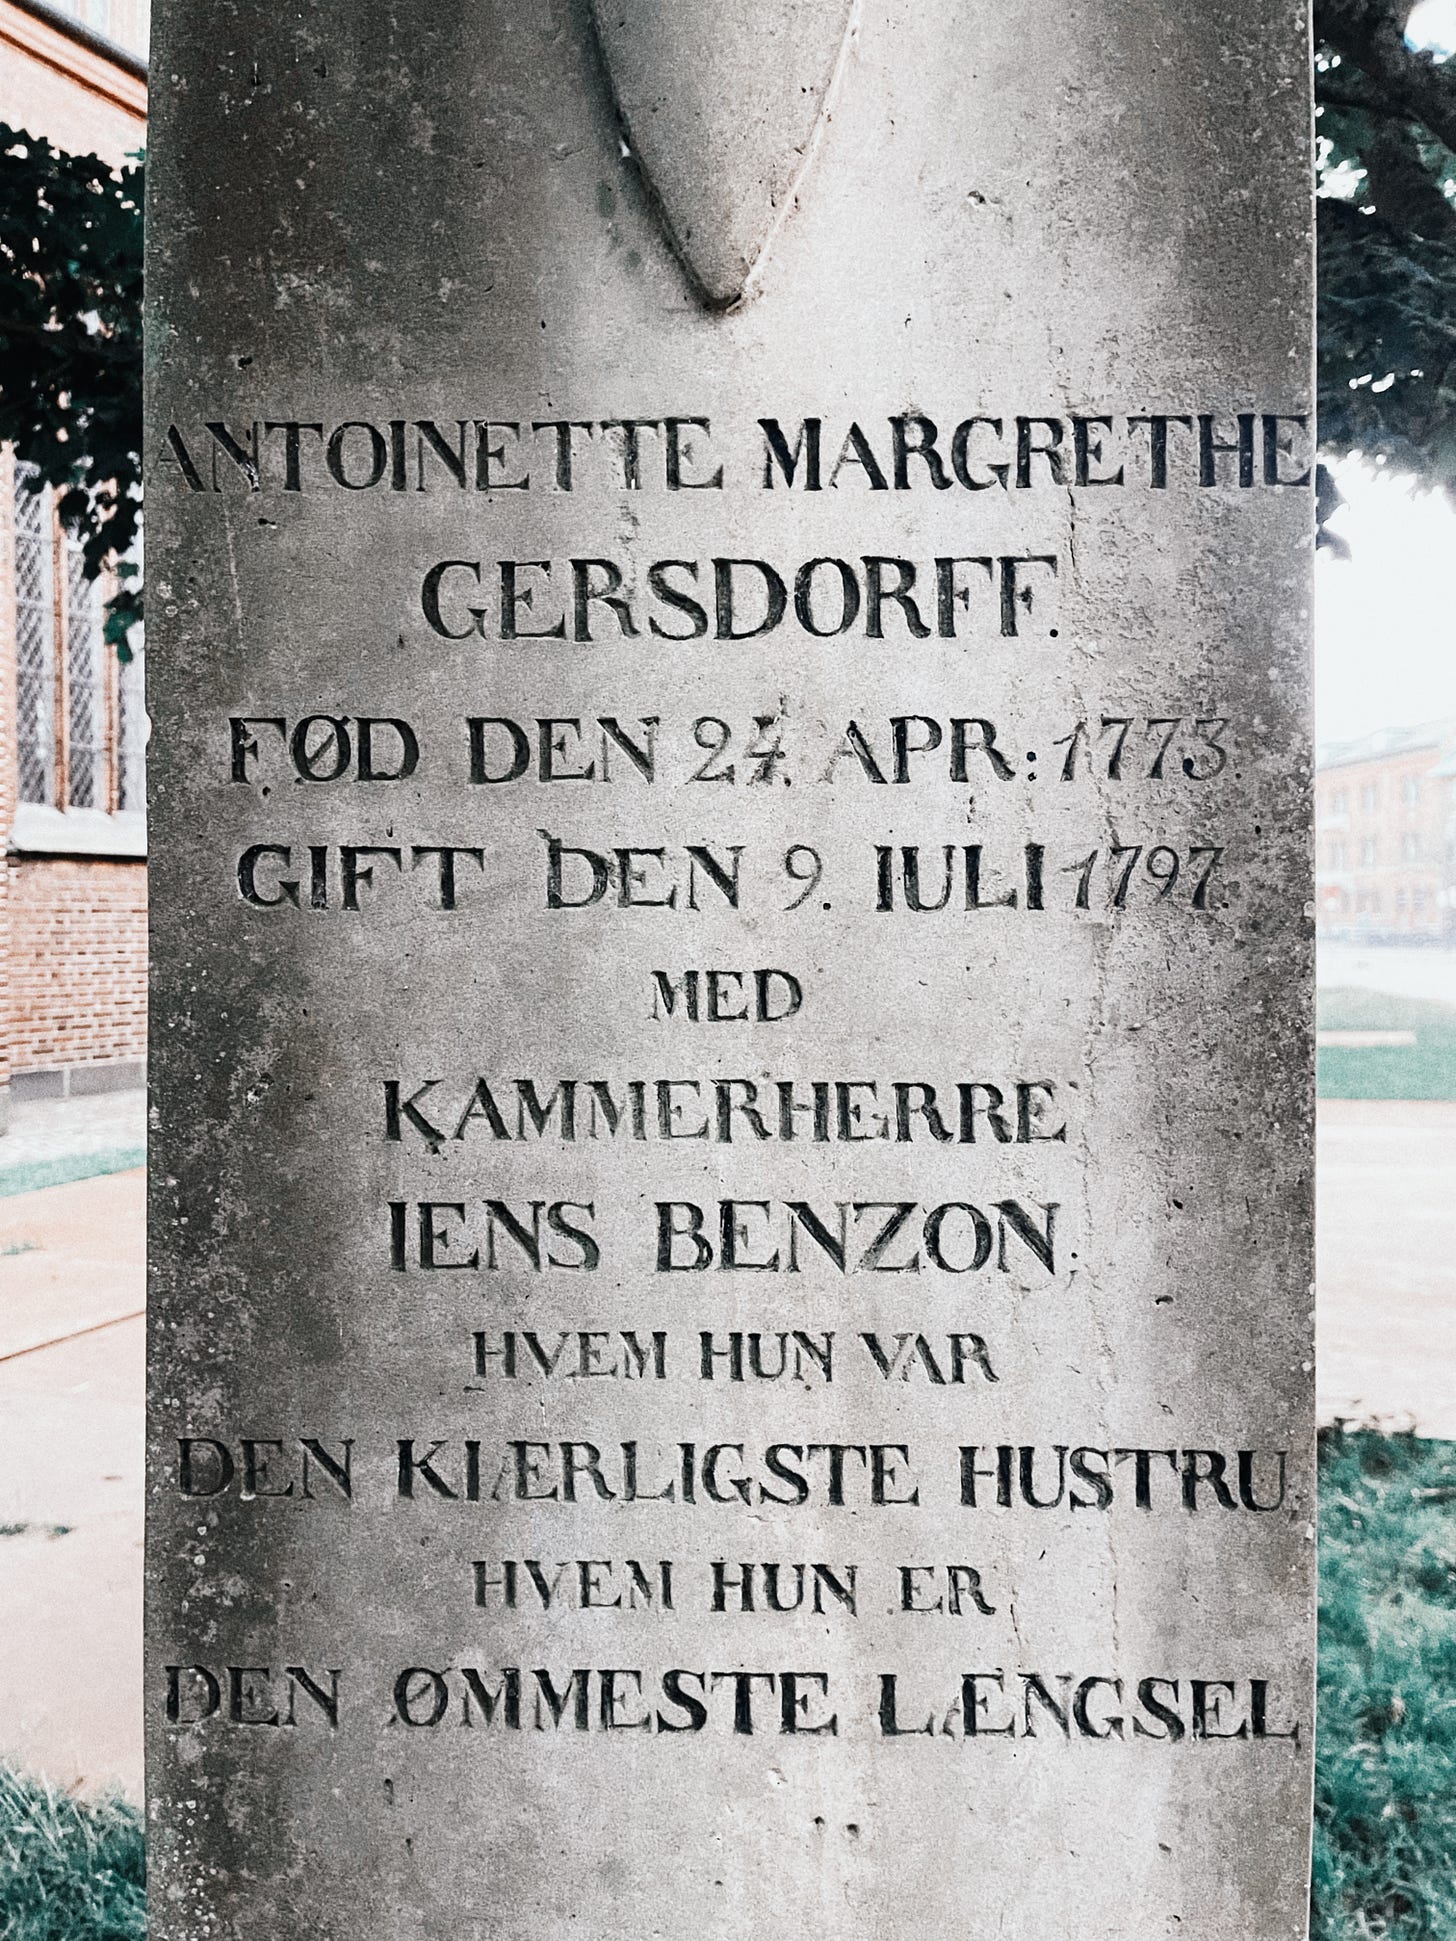 ANTOINETTE MARGRETHE
GERSDORFF.
FØD DEN 24. APR: 1773.
GIFT DEN 9. IULI 1797.
MED
KAMMERHERRE
IENS BENZON;
HVEM HUN VAR
DEN KIÆRLIGSTE HUSTRU
HVEM HUN ER
DEN ØMMESTE LÆNGSEL